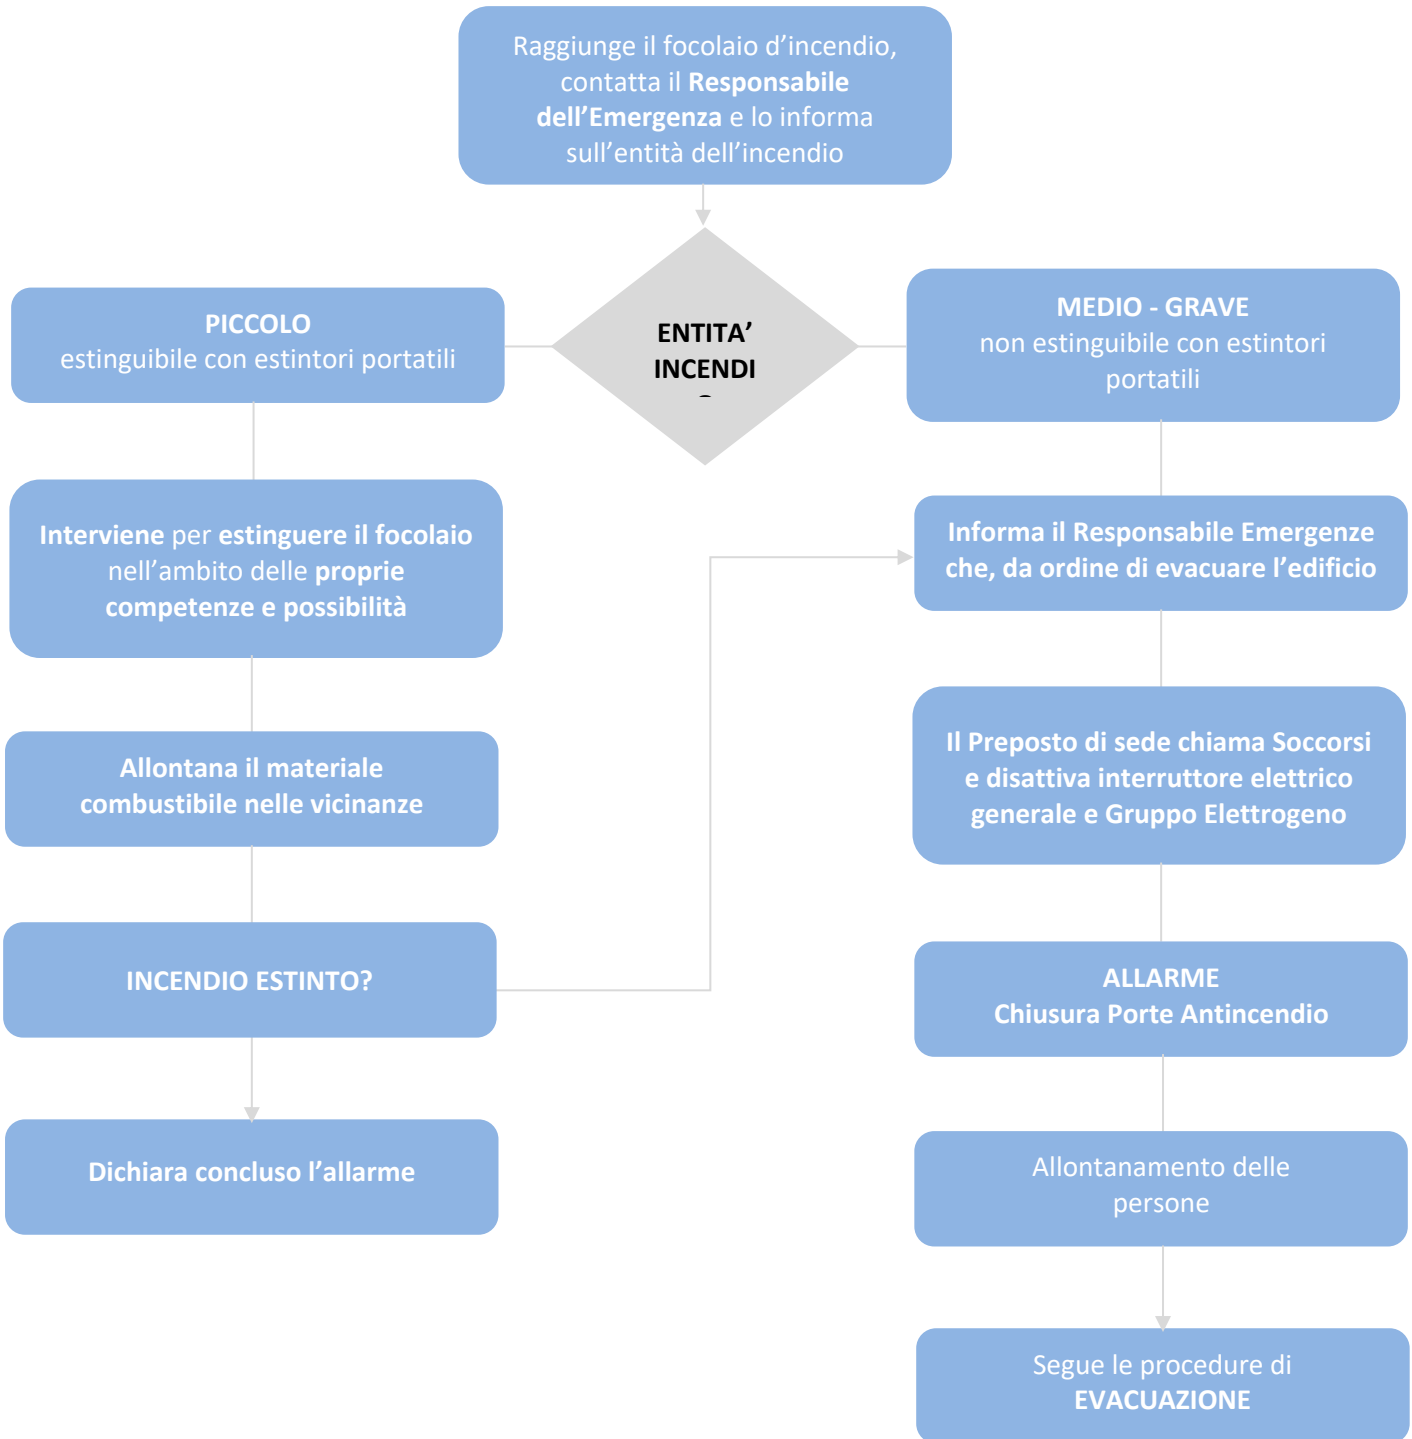 Raggiunge il focolaio d’incendio,
contatta il Responsabile
dell’Emergenza e lo informa
sull’entità dell’incendio
ENTITA’
INCENDI
PICCOLO
estinguibile con estintori portatili
MEDIO - GRAVE
non estinguibile con estintori
portatili
Interviene per estinguere il focolaio
nell’ambito delle proprie
competenze e possibilità
Informa il Responsabile Emergenze
che, da ordine di evacuare l’edificio
Allontana il materiale
combustibile nelle vicinanze
Il Preposto di sede chiama Soccorsi
e disattiva interruttore elettrico
generale e Gruppo Elettrogeno
INCENDIO ESTINTO?
ALLARME
Chiusura Porte Antincendio
Dichiara concluso l’allarme
Allontanamento delle
persone
Segue le procedure di
EVACUAZIONE